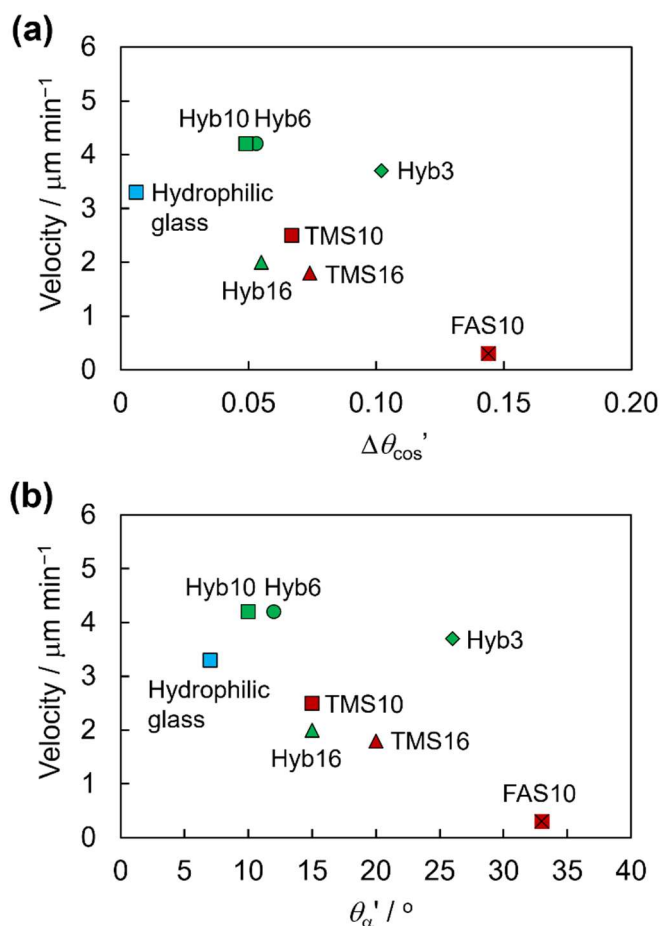 (a)
6
5
4
3
2
1
0
Velocity / μm min⁻¹
Hyb10 Hyb6
Hyb3
Hydrophilic
glass
TMS10
Hyb16
TMS16
FAS10
0 0.05 0.10 0.15 0.20
Δθcos'
(b)
6
5
4
3
2
1
0
Velocity / μm min⁻¹
Hyb10 Hyb6
Hyb3
Hydrophilic
glass
TMS10
Hyb16
TMS16
FAS10
0 5 10 15 20 25 30 35 40
θα' / °